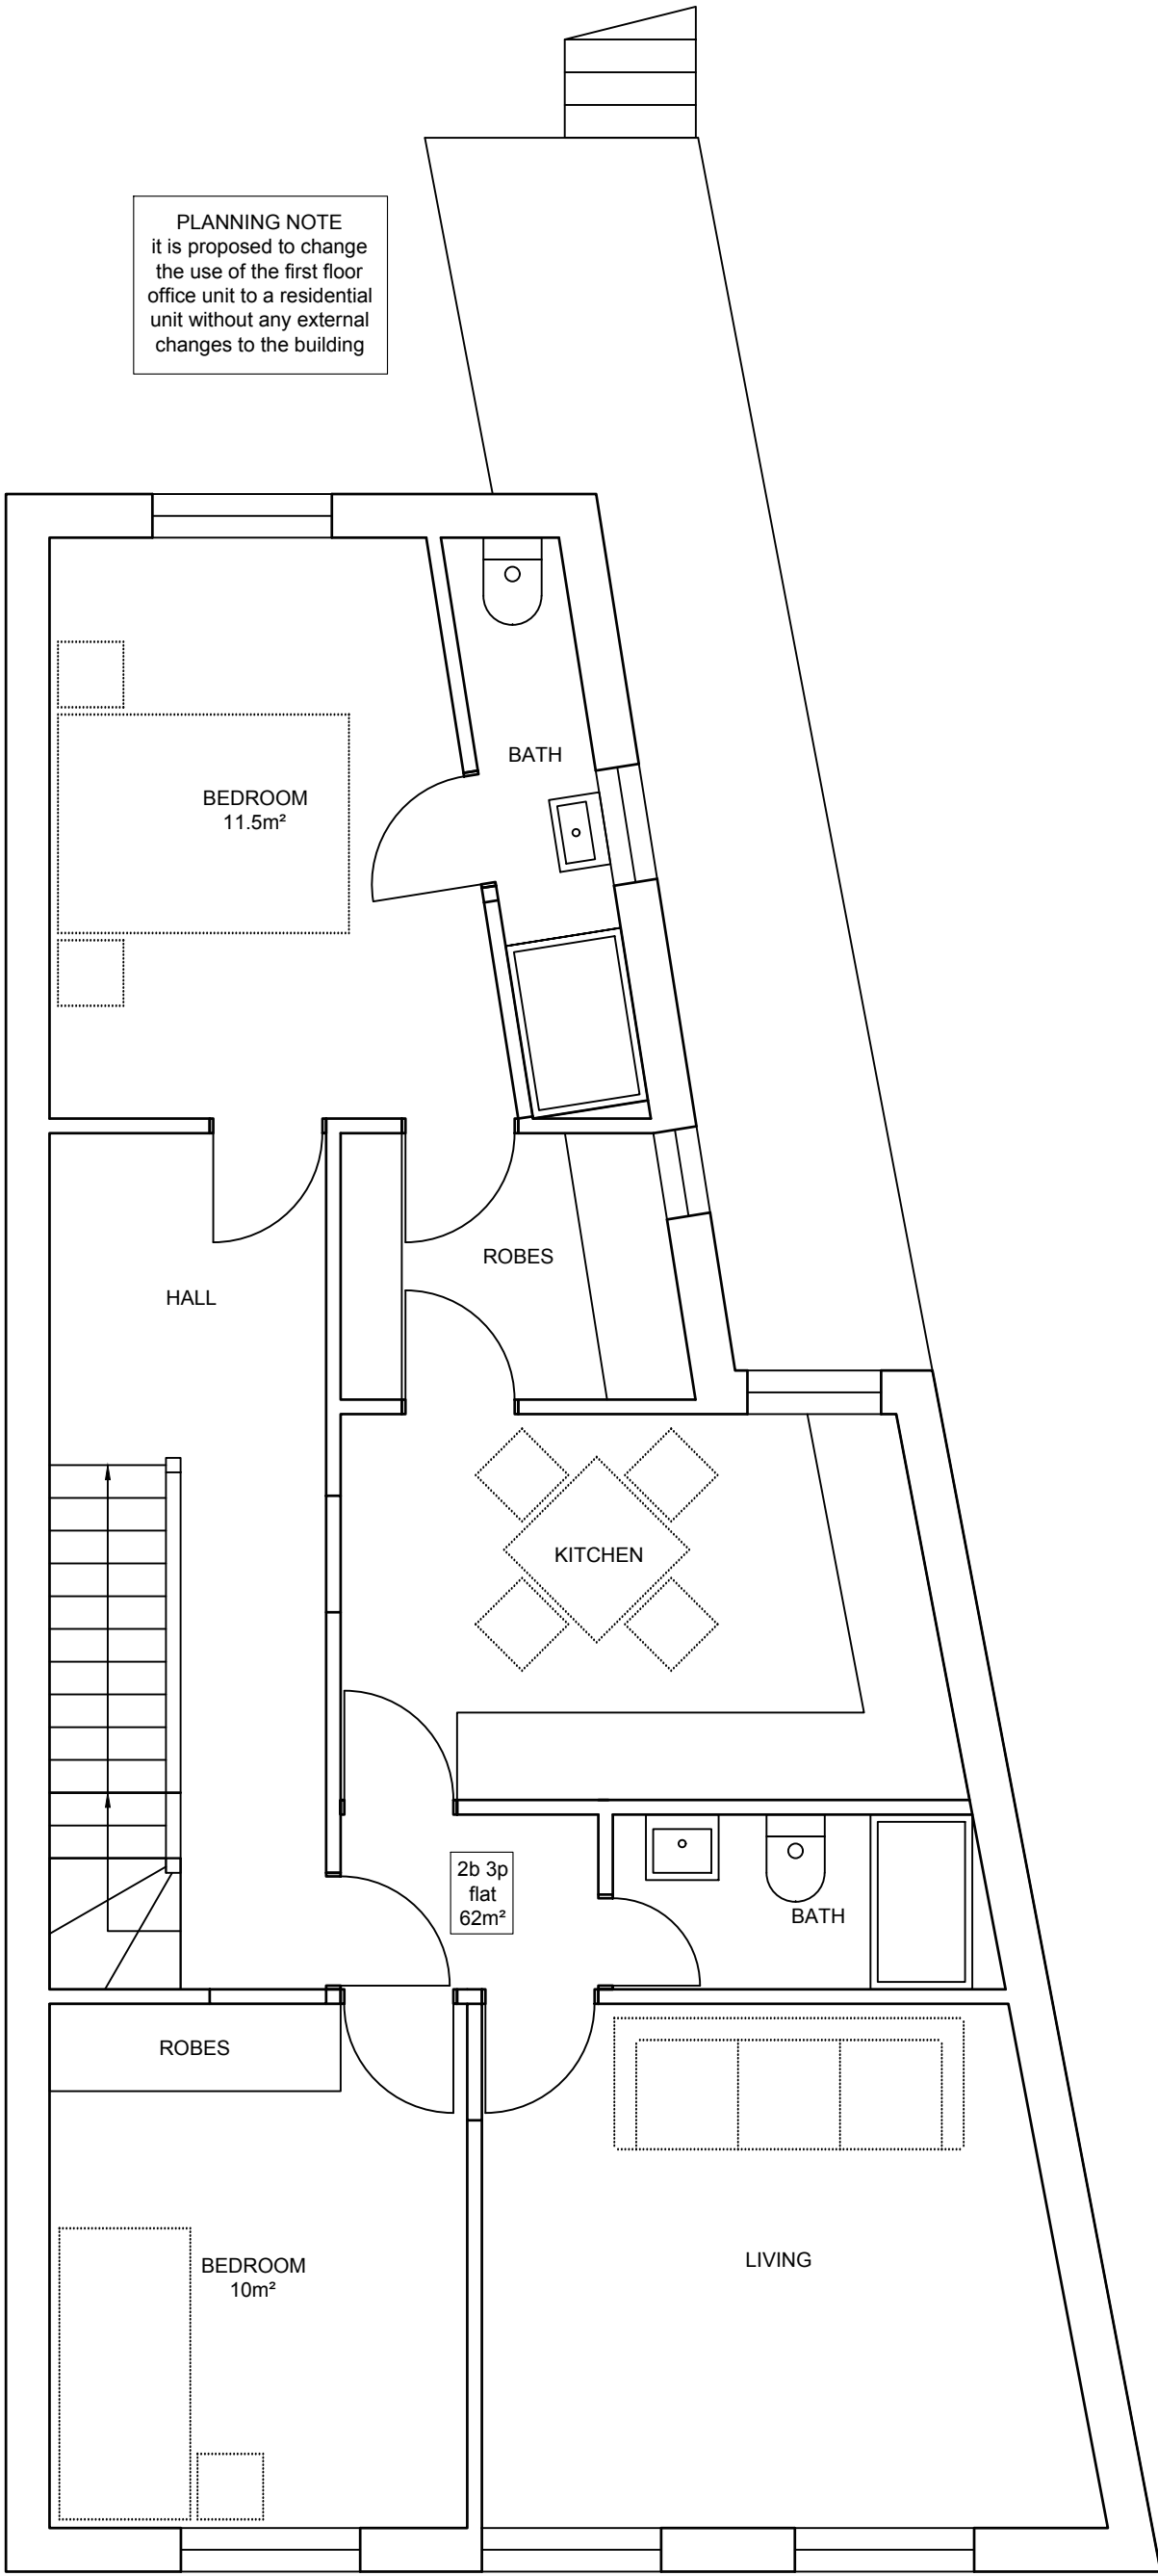 PLANNING NOTE
it is proposed to change
the use of the first floor
office unit to a residential
unit without any external
changes to the building
BATH
BEDROOM
11.5m²
ROBES
HALL
KITCHEN
2b 3p
flat
62m²
BATH
ROBES
LIVING
BEDROOM
10m²